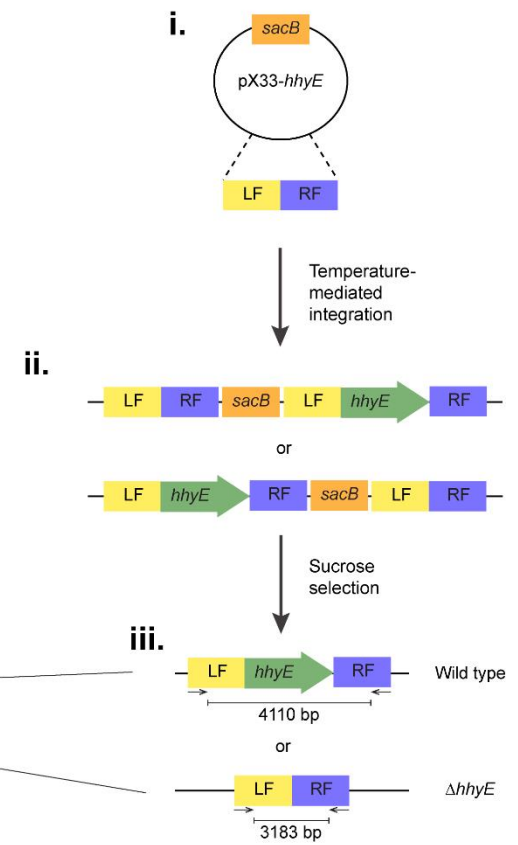 i.
sacB
pX33-hhyE
LF RF
Temperature-
mediated
integration
ii.
LF RF sacB LF hhyE RF
or
LF hhyE RF sacB LF RF
Sucrose
selection
iii.
LF hhyE RF Wild type
4110 bp
or
LF RF ΔhhyE
3183 bp